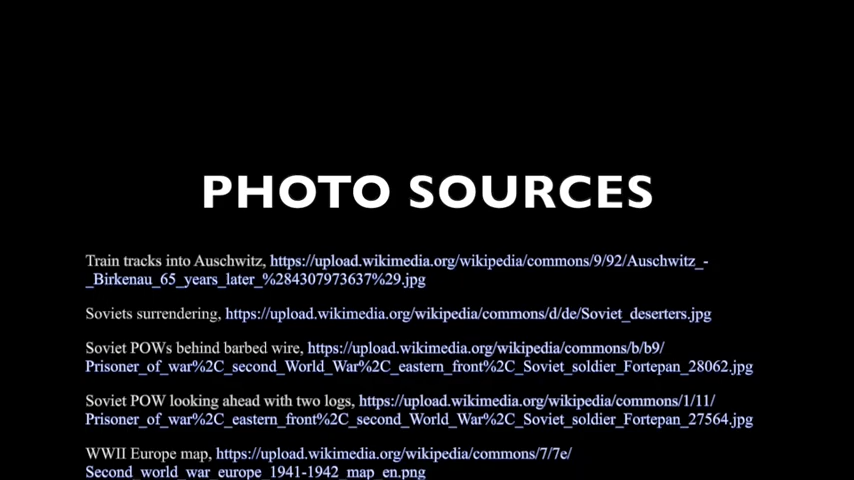 PHOTO SOURCES
Train tracks into Auschwitz, https://upload.wikimedia.org/wikipedia/commons/9/92/Auschwitz_-
_Birkenau_65_years_later_%284307973637%29.jpg
Soviets surrendering, https://upload.wikimedia.org/wikipedia/commons/d/de/Soviet_deserters.jpg
Soviet POWs behind barbed wire, https://upload.wikimedia.org/wikipedia/commons/b/b9/
Prisoner_of_war%2C_second_World_War%2C_eastern_front%2C_Soviet_soldier_Fortepan_28062.jpg
Soviet POW looking ahead with two logs, https://upload.wikimedia.org/wikipedia/commons/1/11/
Prisoner_of_war%2C_eastern_front%2C_second_World_War%2C_Soviet_soldier_Fortepan_27564.jpg
WWII Europe map, https://upload.wikimedia.org/wikipedia/commons/7/7e/
Second_world_war_europe_1941-1942_map_en.png